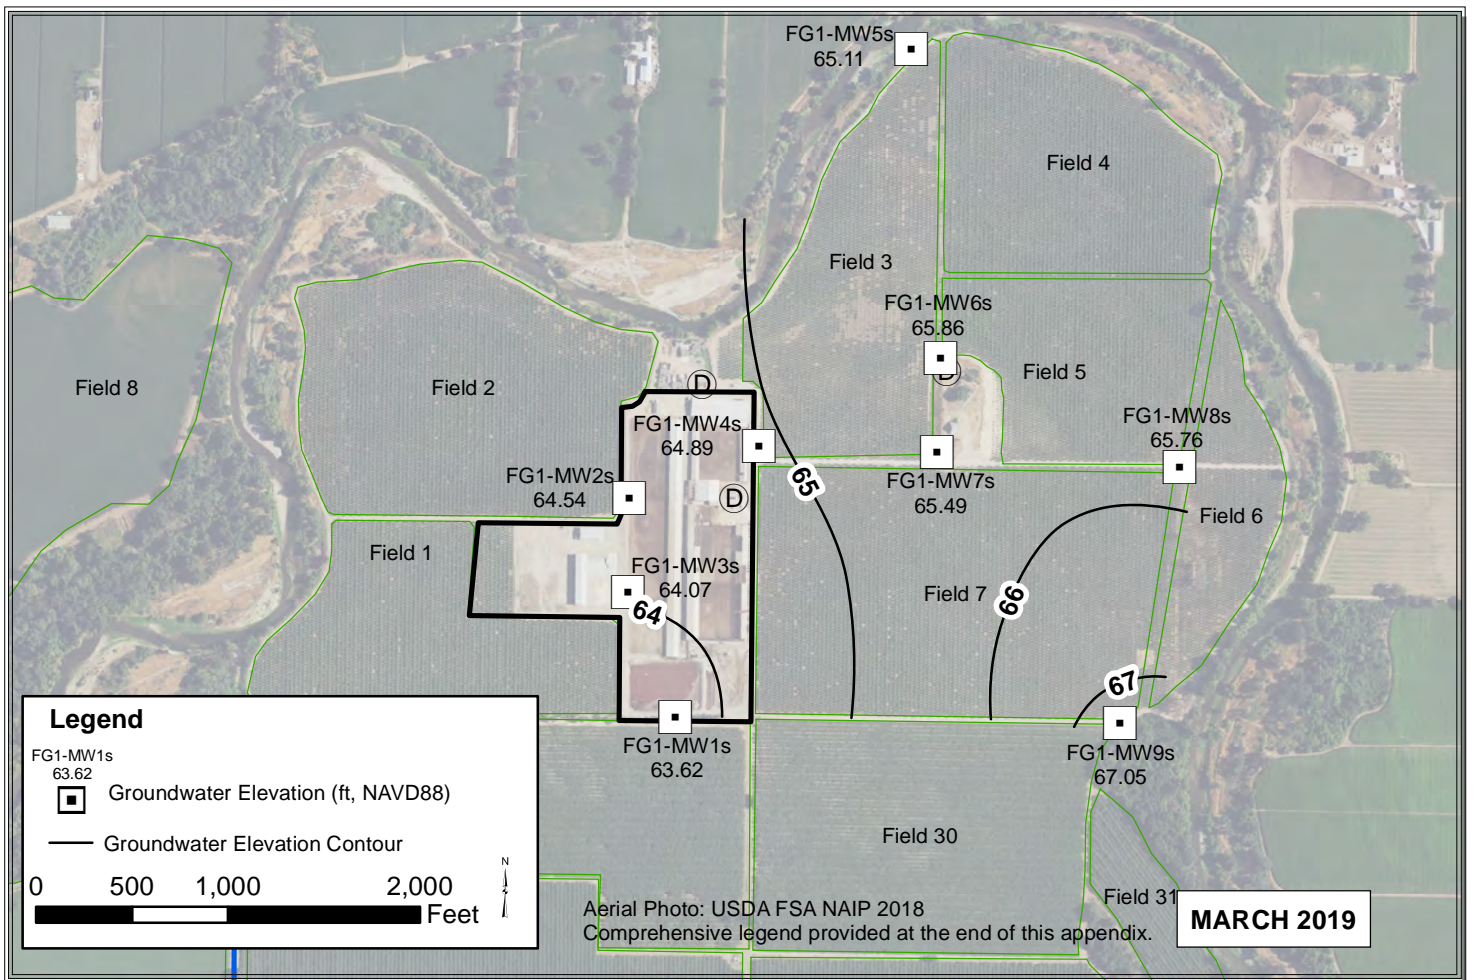 FG1-MW5s
65.11
Field 4
Field 3
FG1-MW6s
65.86
D
Field 5
Field 8
Field 2
D
FG1-MW4s
64.89
FG1-MW8s
65.76
FG1-MW2s
64.54
D
65
FG1-MW7s
65.49
Field 6
Field 1
FG1-MW3s
64.07
64
Field 7
66
67
FG1-MW1s
63.62
FG1-MW9s
67.05
Field 30
Field 31
Legend
FG1-MW1s
63.62
Groundwater Elevation (ft, NAVD88)
Groundwater Elevation Contour
N
0 500 1,000 2,000
Feet
Aerial Photo: USDA FSA NAIP 2018
Comprehensive legend provided at the end of this appendix.
MARCH 2019